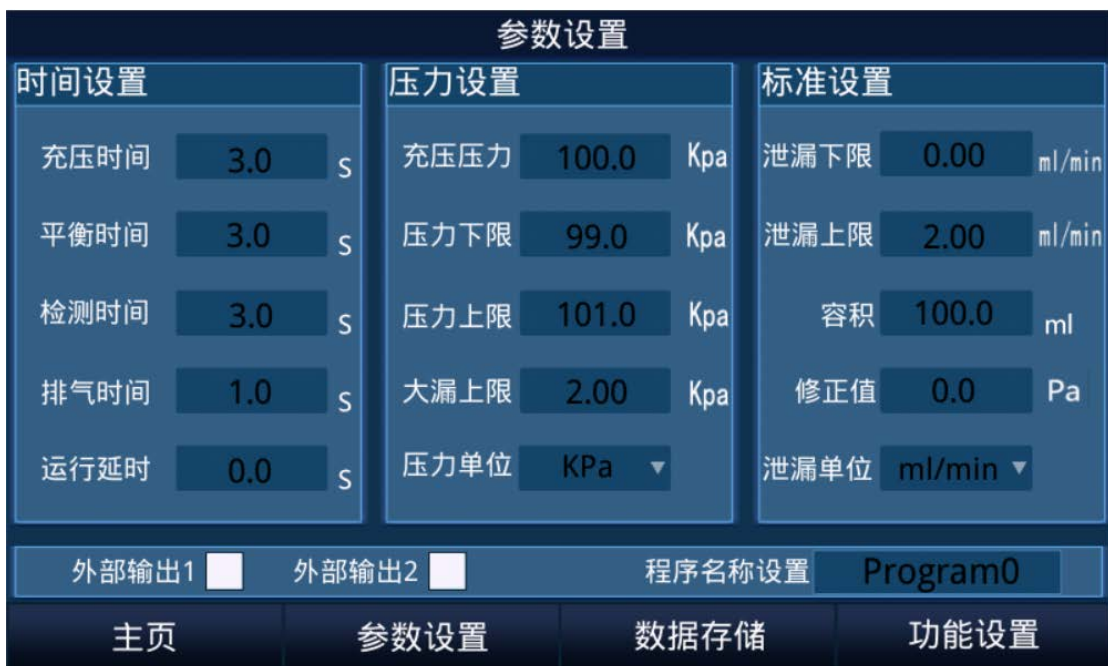 参数设置
时间设置
充压时间 3.0 S
平衡时间 3.0 S
检测时间 3.0 S
排气时间 1.0 S
运行延时 0.0 S
压力设置
充压压力 100.0 Kpa
压力下限 99.0 Kpa
压力上限 101.0 Kpa
大漏上限 2.00 Kpa
压力单位 KPa
标准设置
泄漏下限 0.00 ml/min
泄漏上限 2.00 ml/min
容积 100.0 ml
修正值 0.0 Pa
泄漏单位 ml/min
外部输出1 外部输出2 程序名称设置 Program0
主页 参数设置 数据存储 功能设置